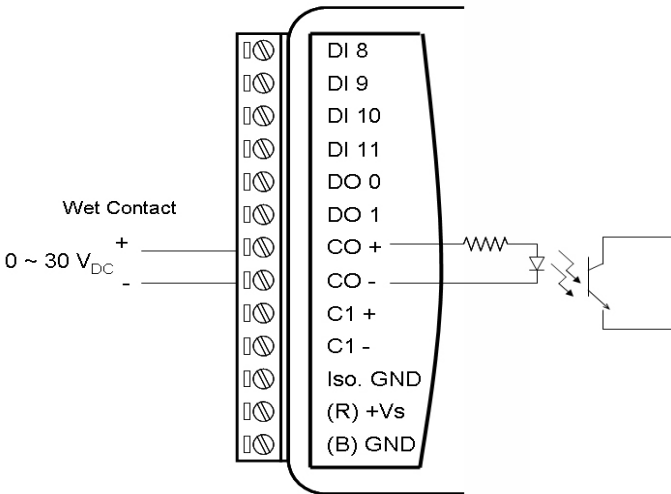 DI 8
DI 9
DI 10
DI 11
DO 0
DO 1
Wet Contact
+
0 ~ 30 VDC
-
CO +
CO -
C1 +
C1 -
Iso. GND
(R) +Vs
(B) GND